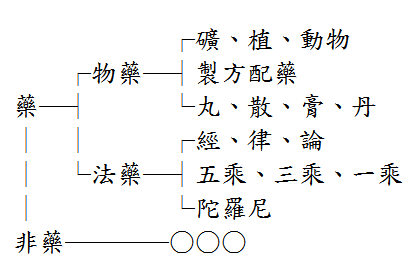 礦、植、動物
物藥 製方配藥
藥 丸、散、膏、丹
經、律、論
法藥 五乘、三乘、一乘
陀羅尼
非藥 ○○○